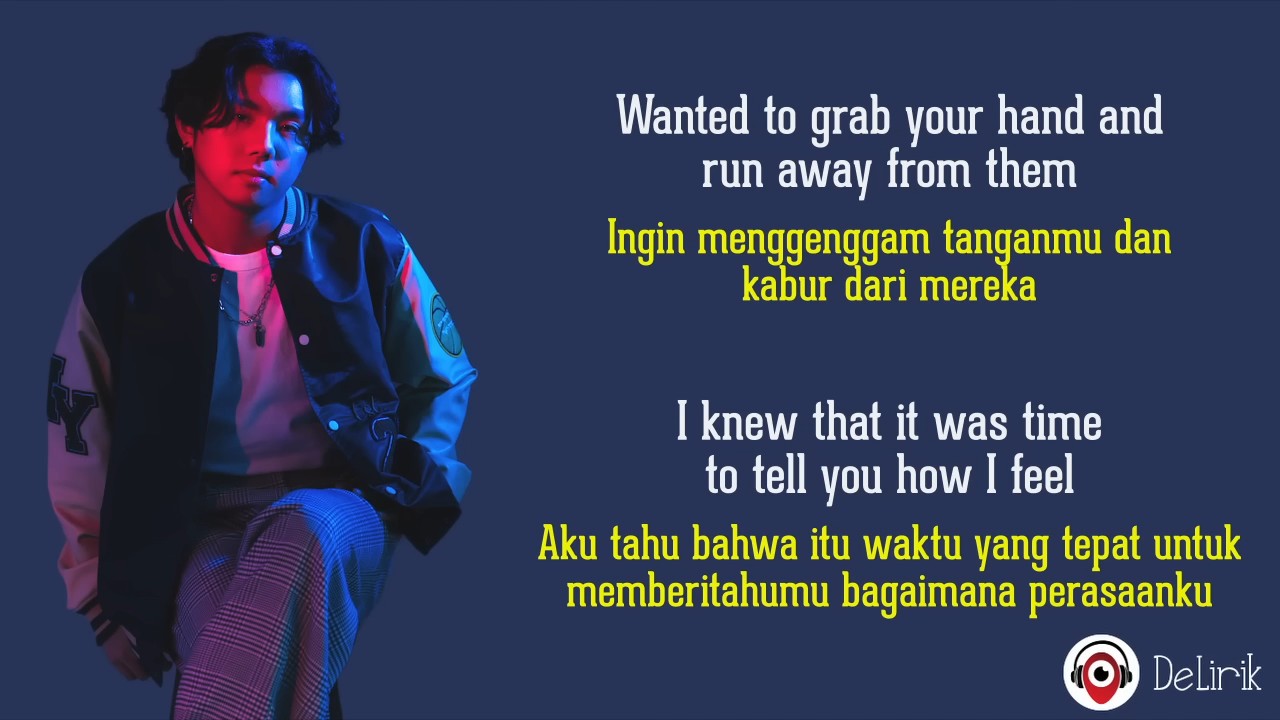 Wanted to grab your hand and
run away from them
Ingin menggenggam tanganmu dan
kabur dari mereka
I knew that it was time
to tell you how I feel
Aku tahu bahwa itu waktu yang tepat untuk
memberitahumu bagaimana perasaanku
DeLirik